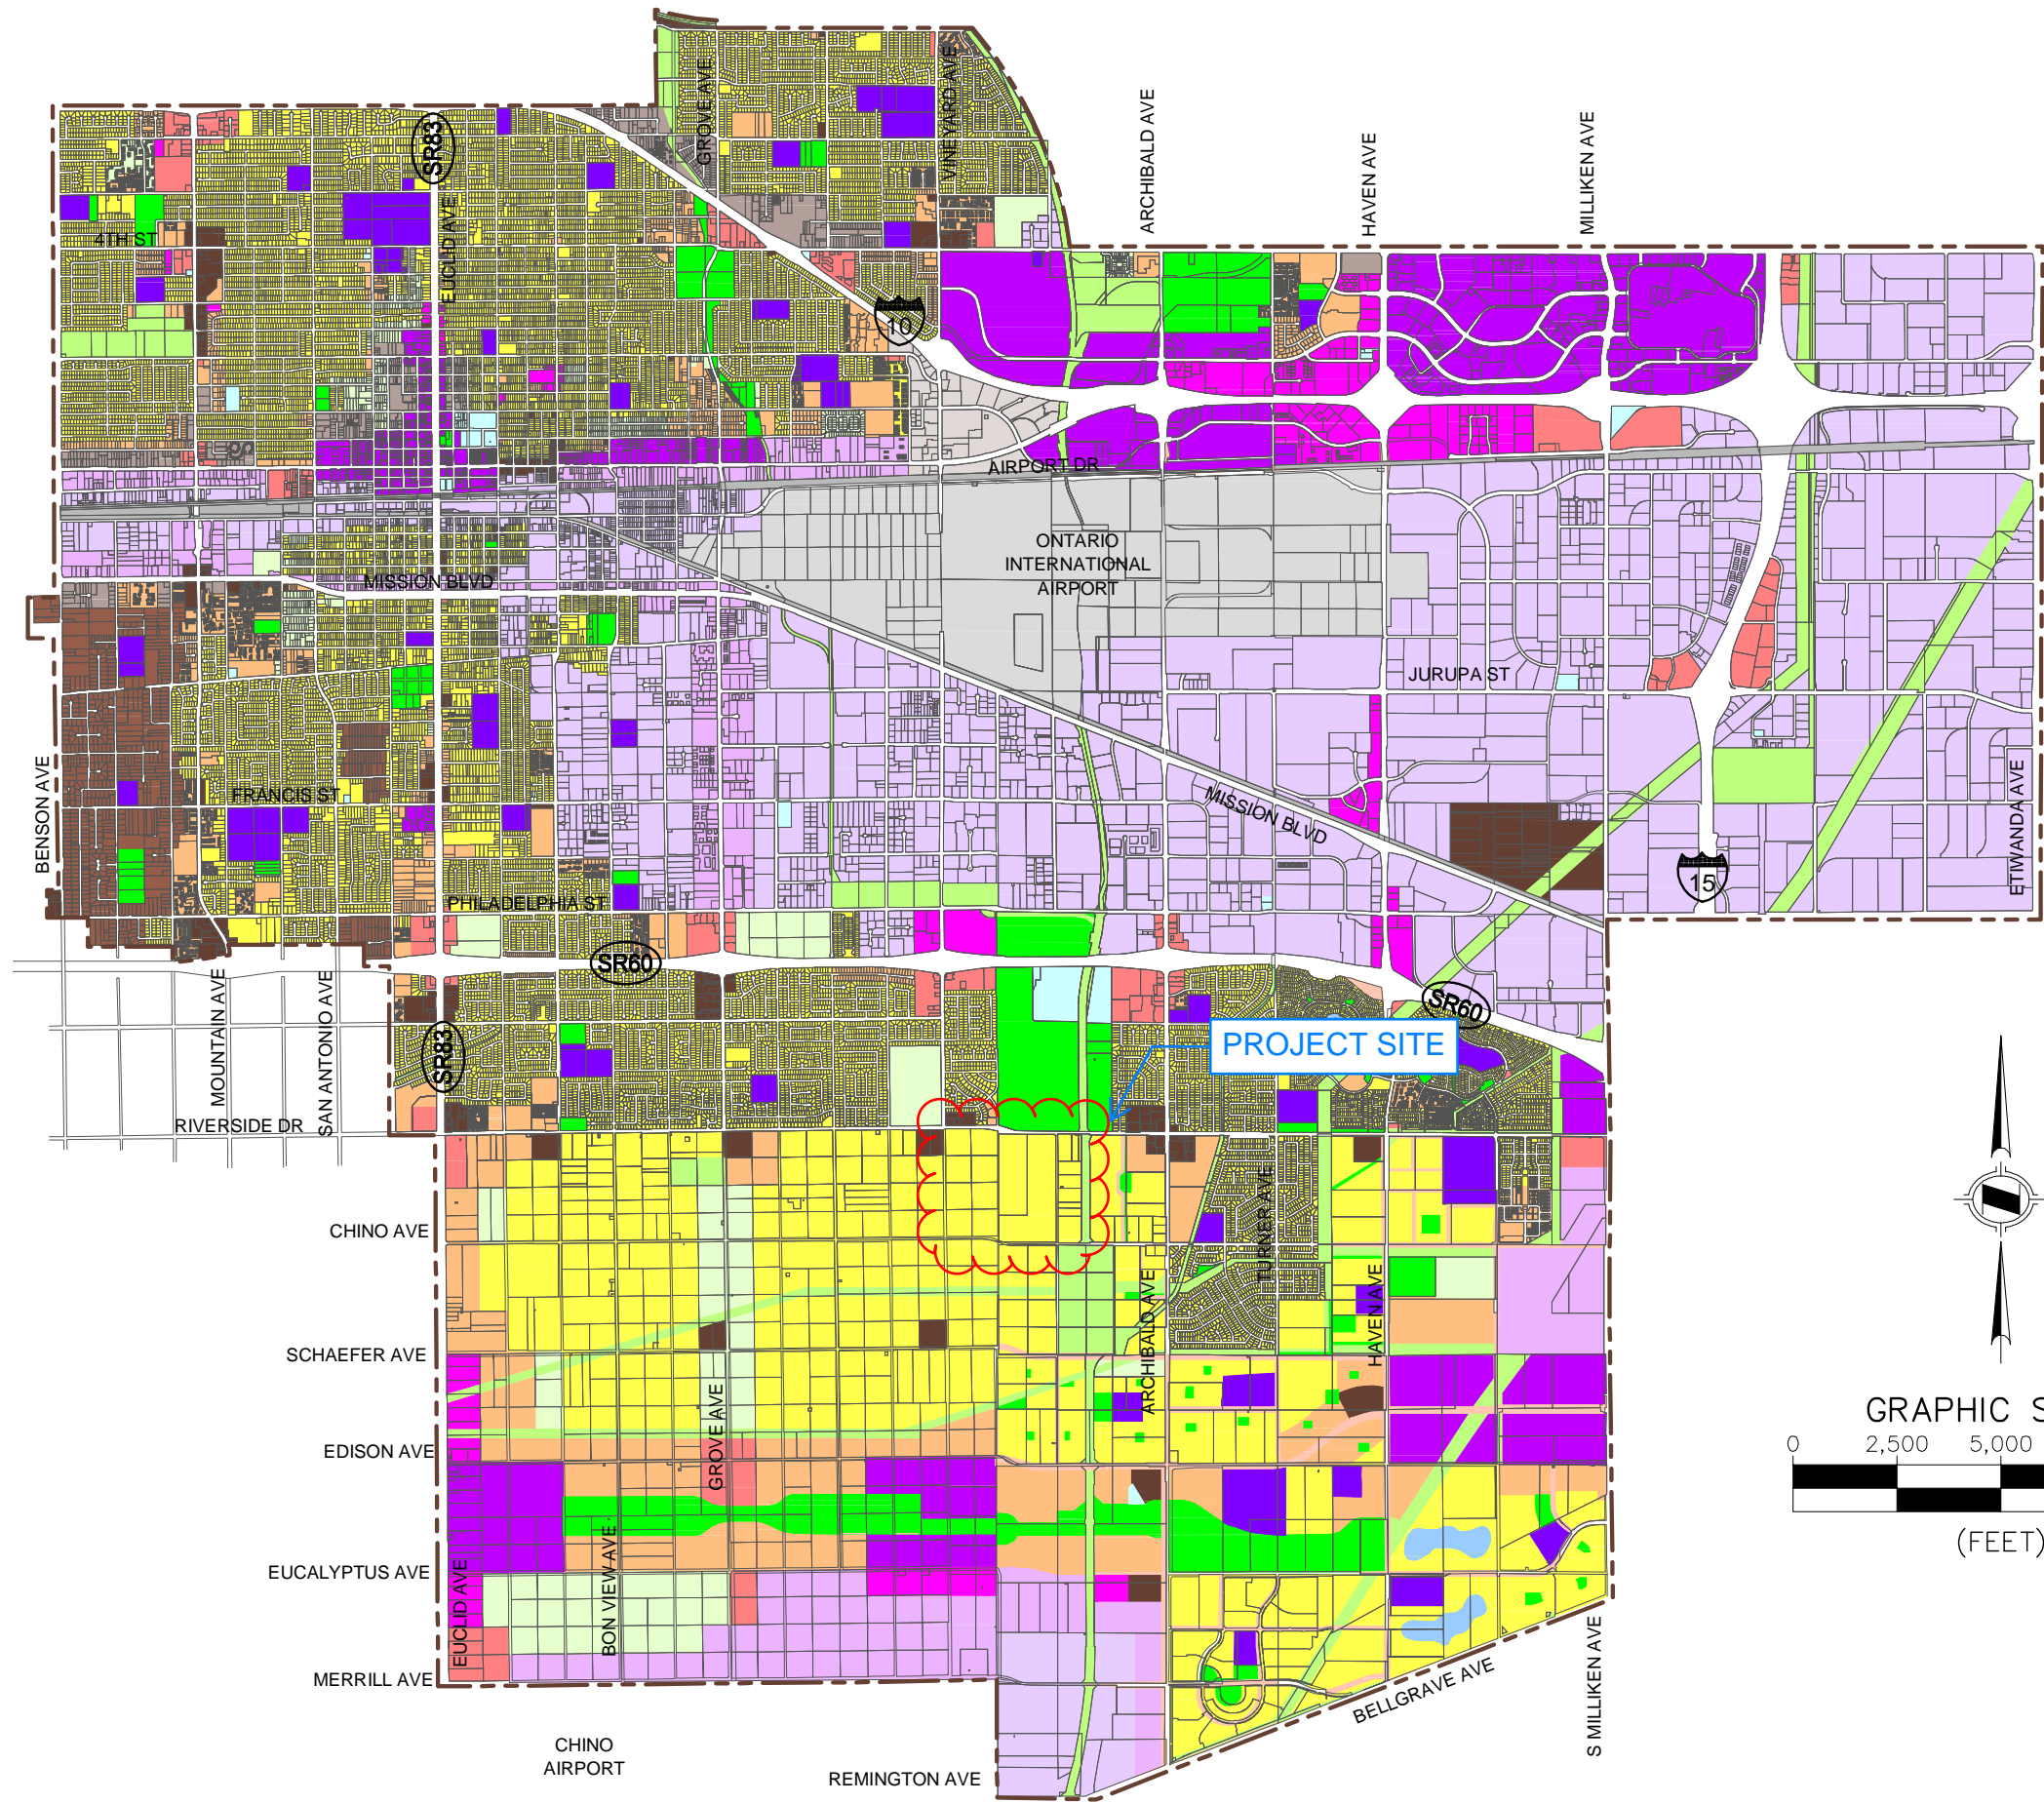 GROVE AVE
VINEYARD AVE
ARCHIBALD AVE
HAVEN AVE
MILLIKEN AVE
SR83
EUCLID AVE
4TH ST
10
AIRPORT DR
ONTARIO
INTERNATIONAL
AIRPORT
MISSION BLVD
JURUPA ST
BENSON AVE
FRANCIS ST
MISSION BLVD
ETIWANDA AVE
15
PHILADELPHIA ST
SR60
SR60
MOUNTAIN AVE
SAN ANTONIO AVE
SR83
PROJECT SITE
RIVERSIDE DR
TURNER AVE
CHINO AVE
ARCHIBALD AVE
HAVEN AVE
SCHAEFER AVE
GROVE AVE
GRAPHIC S
0 2,500 5,000
(FEET)
EDISON AVE
EUCALYPTUS AVE
EUCLID AVE
BON VIEW AVE
S MILLIKEN AVE
MERRILL AVE
BELLGRAVE AVE
CHINO
AIRPORT
REMINGTON AVE